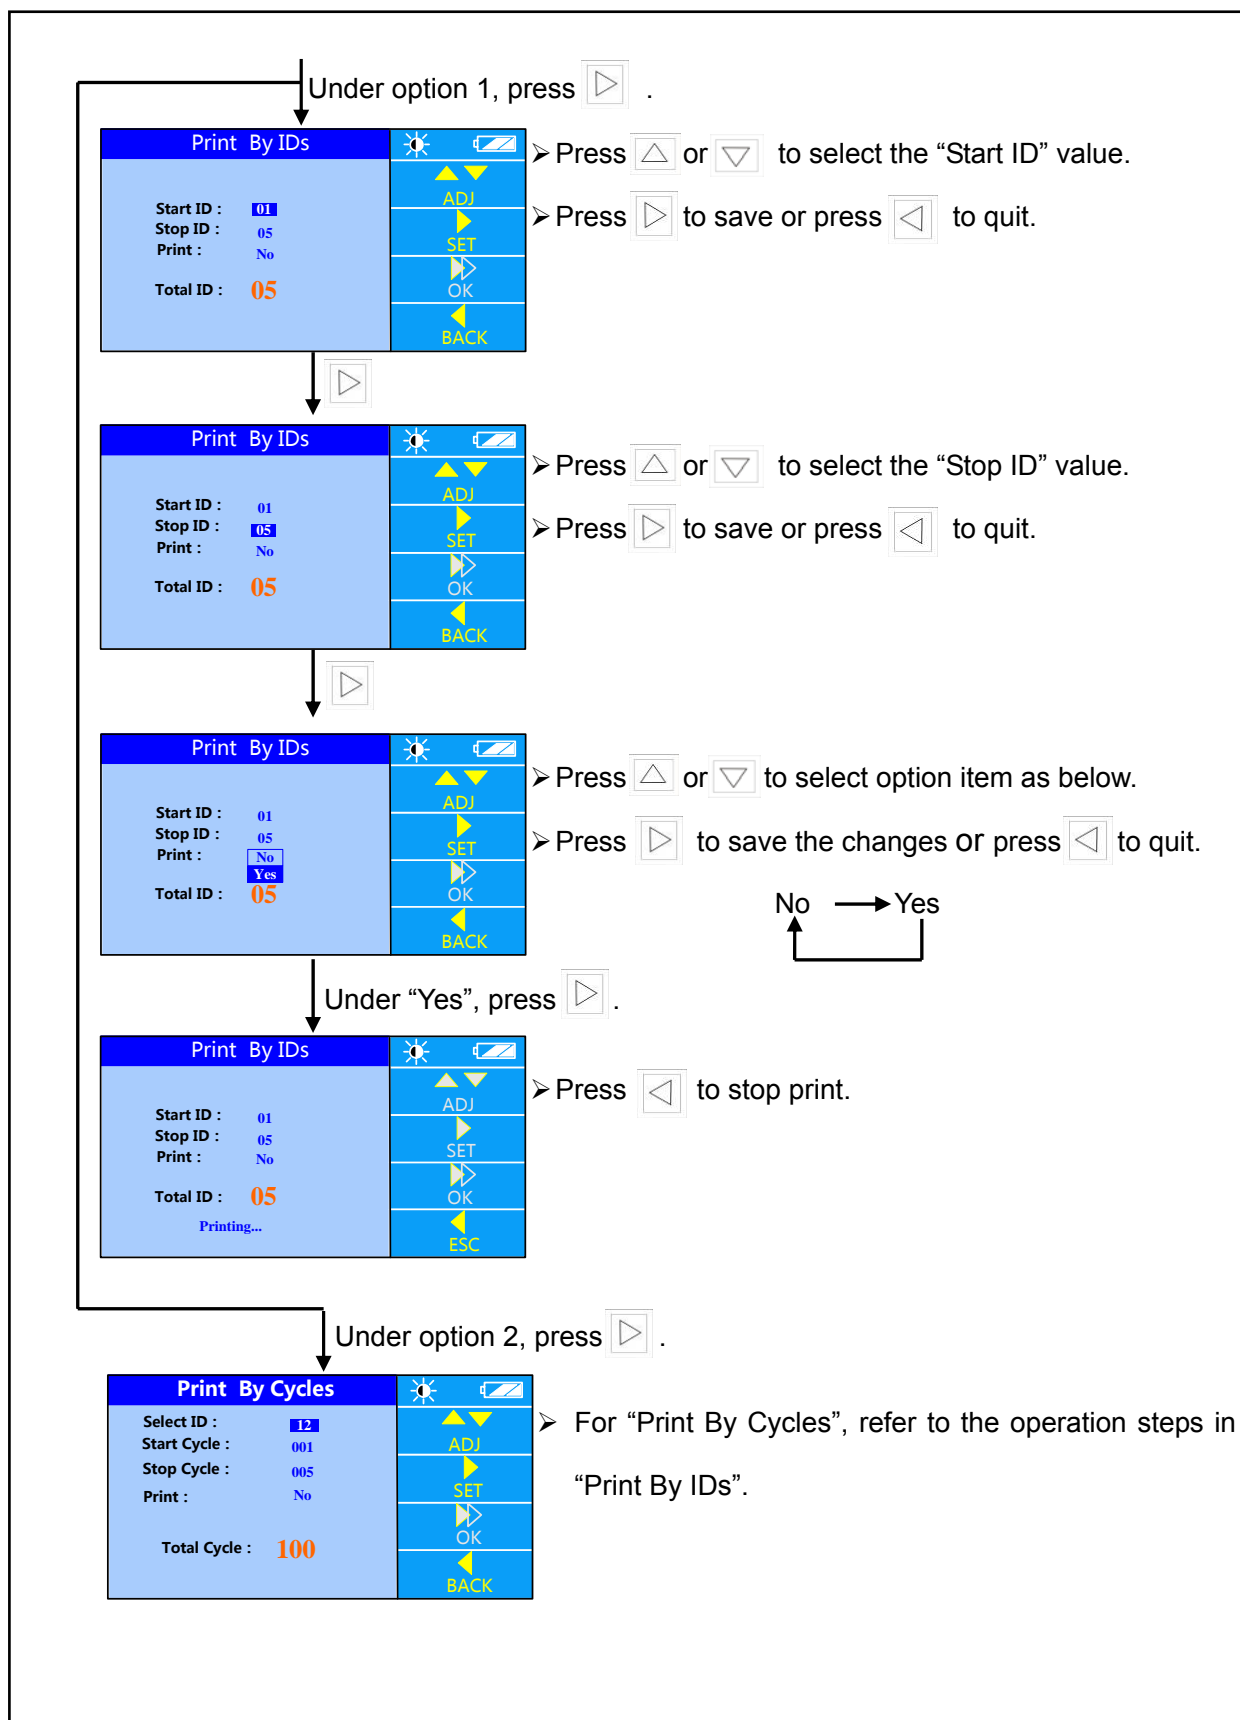 Under option 1, press .
Print By IDs
Start ID : 01
Stop ID : 05
Print : No
Total ID : 05
ADJ
SET
OK
BACK
Press or to select the “Start ID” value.
Press to save or press to quit.
Print By IDs
Start ID : 01
Stop ID : 05
Print : No
Total ID : 05
ADJ
SET
OK
BACK
Press or to select the “Stop ID” value.
Press to save or press to quit.
Print By IDs
Start ID : 01
Stop ID : 05
Print : No
Yes
Total ID : 05
ADJ
SET
OK
BACK
Press or to select option item as below.
Press to save the changes or press to quit.
No Yes
Under “Yes”, press .
Print By IDs
Start ID : 01
Stop ID : 05
Print : No
Total ID : 05
Printing...
ADJ
SET
OK
ESC
Press to stop print.
Under option 2, press .
Print By Cycles
Select ID : 12
Start Cycle : 001
Stop Cycle : 005
Print : No
Total Cycle : 100
ADJ
SET
OK
BACK
For “Print By Cycles”, refer to the operation steps in
“Print By IDs”.